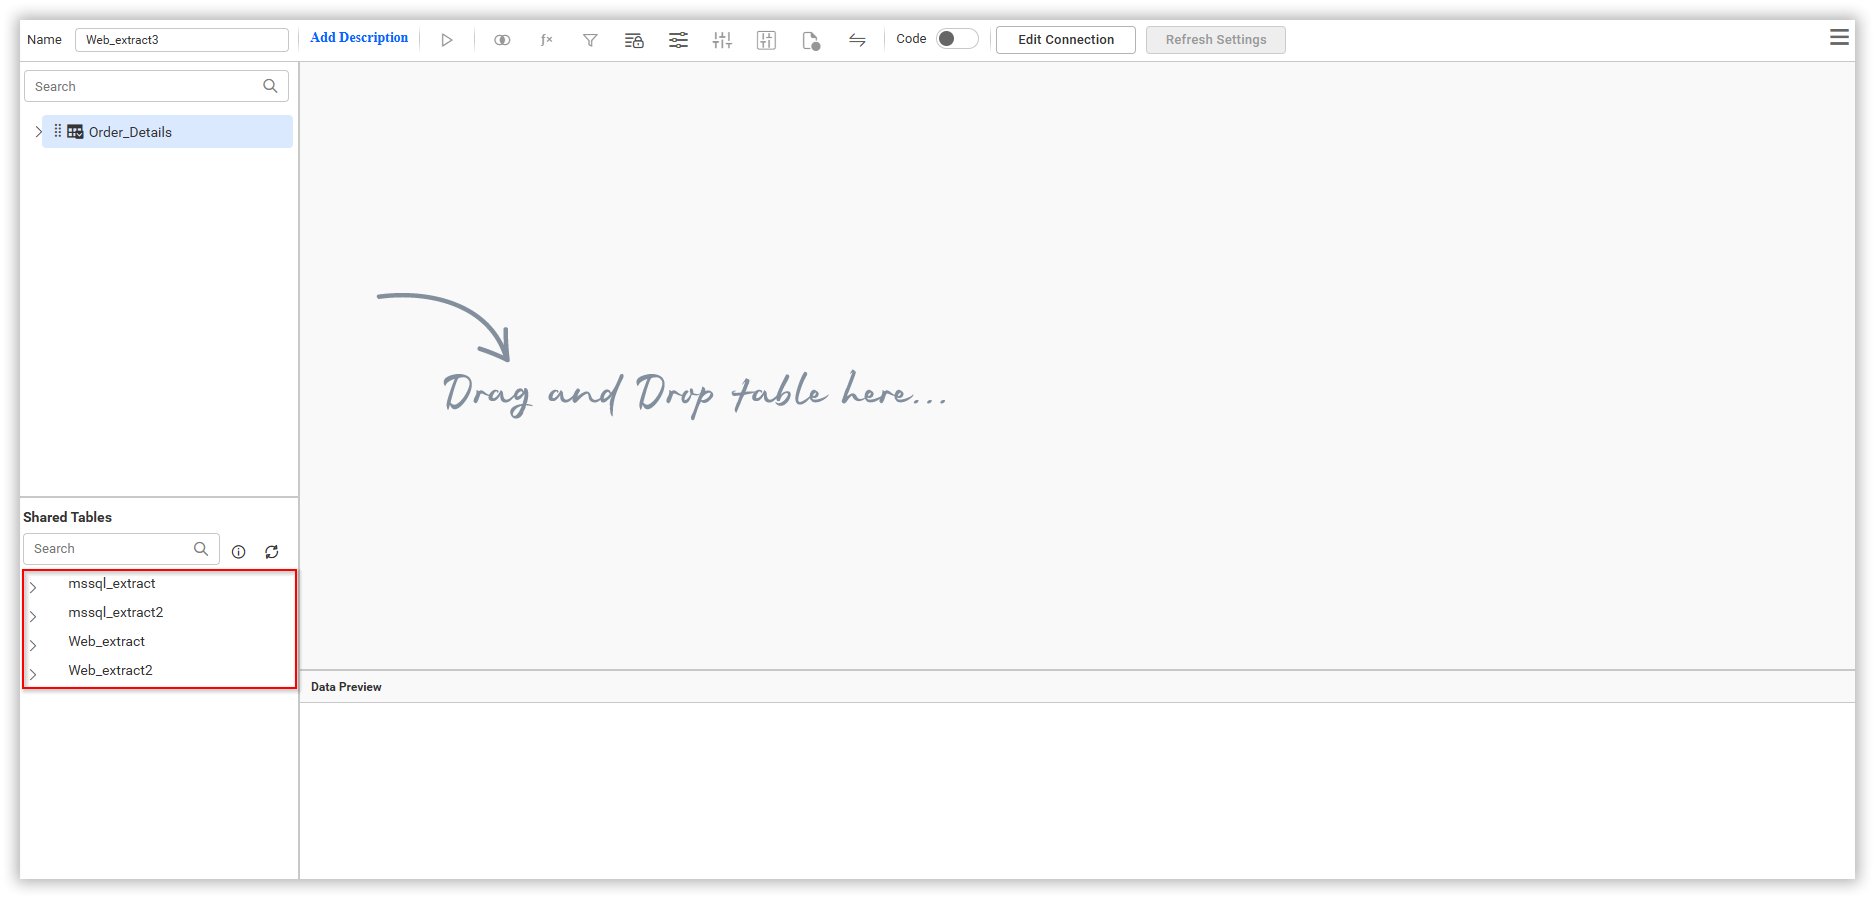 Name Web_extract3 Add Description ƒx Code Edit Connection Refresh Settings
Search
Order_Details
Drag and Drop table here...
Shared Tables
Search
mssql_extract
mssql_extract2
Web_extract
Web_extract2
Data Preview